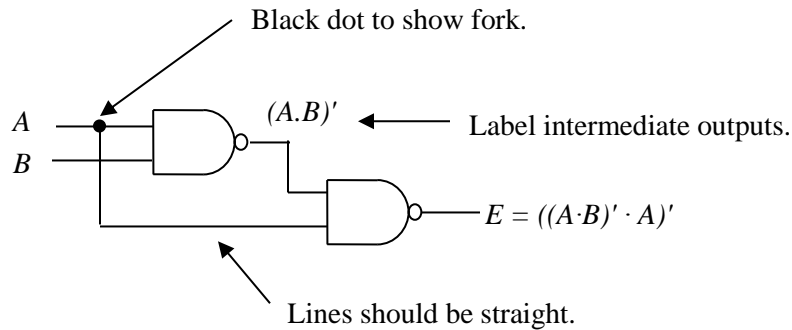 Black dot to show fork.
A
(A.B)'
Label intermediate outputs.
B
E = ((A·B)' · A)'
Lines should be straight.